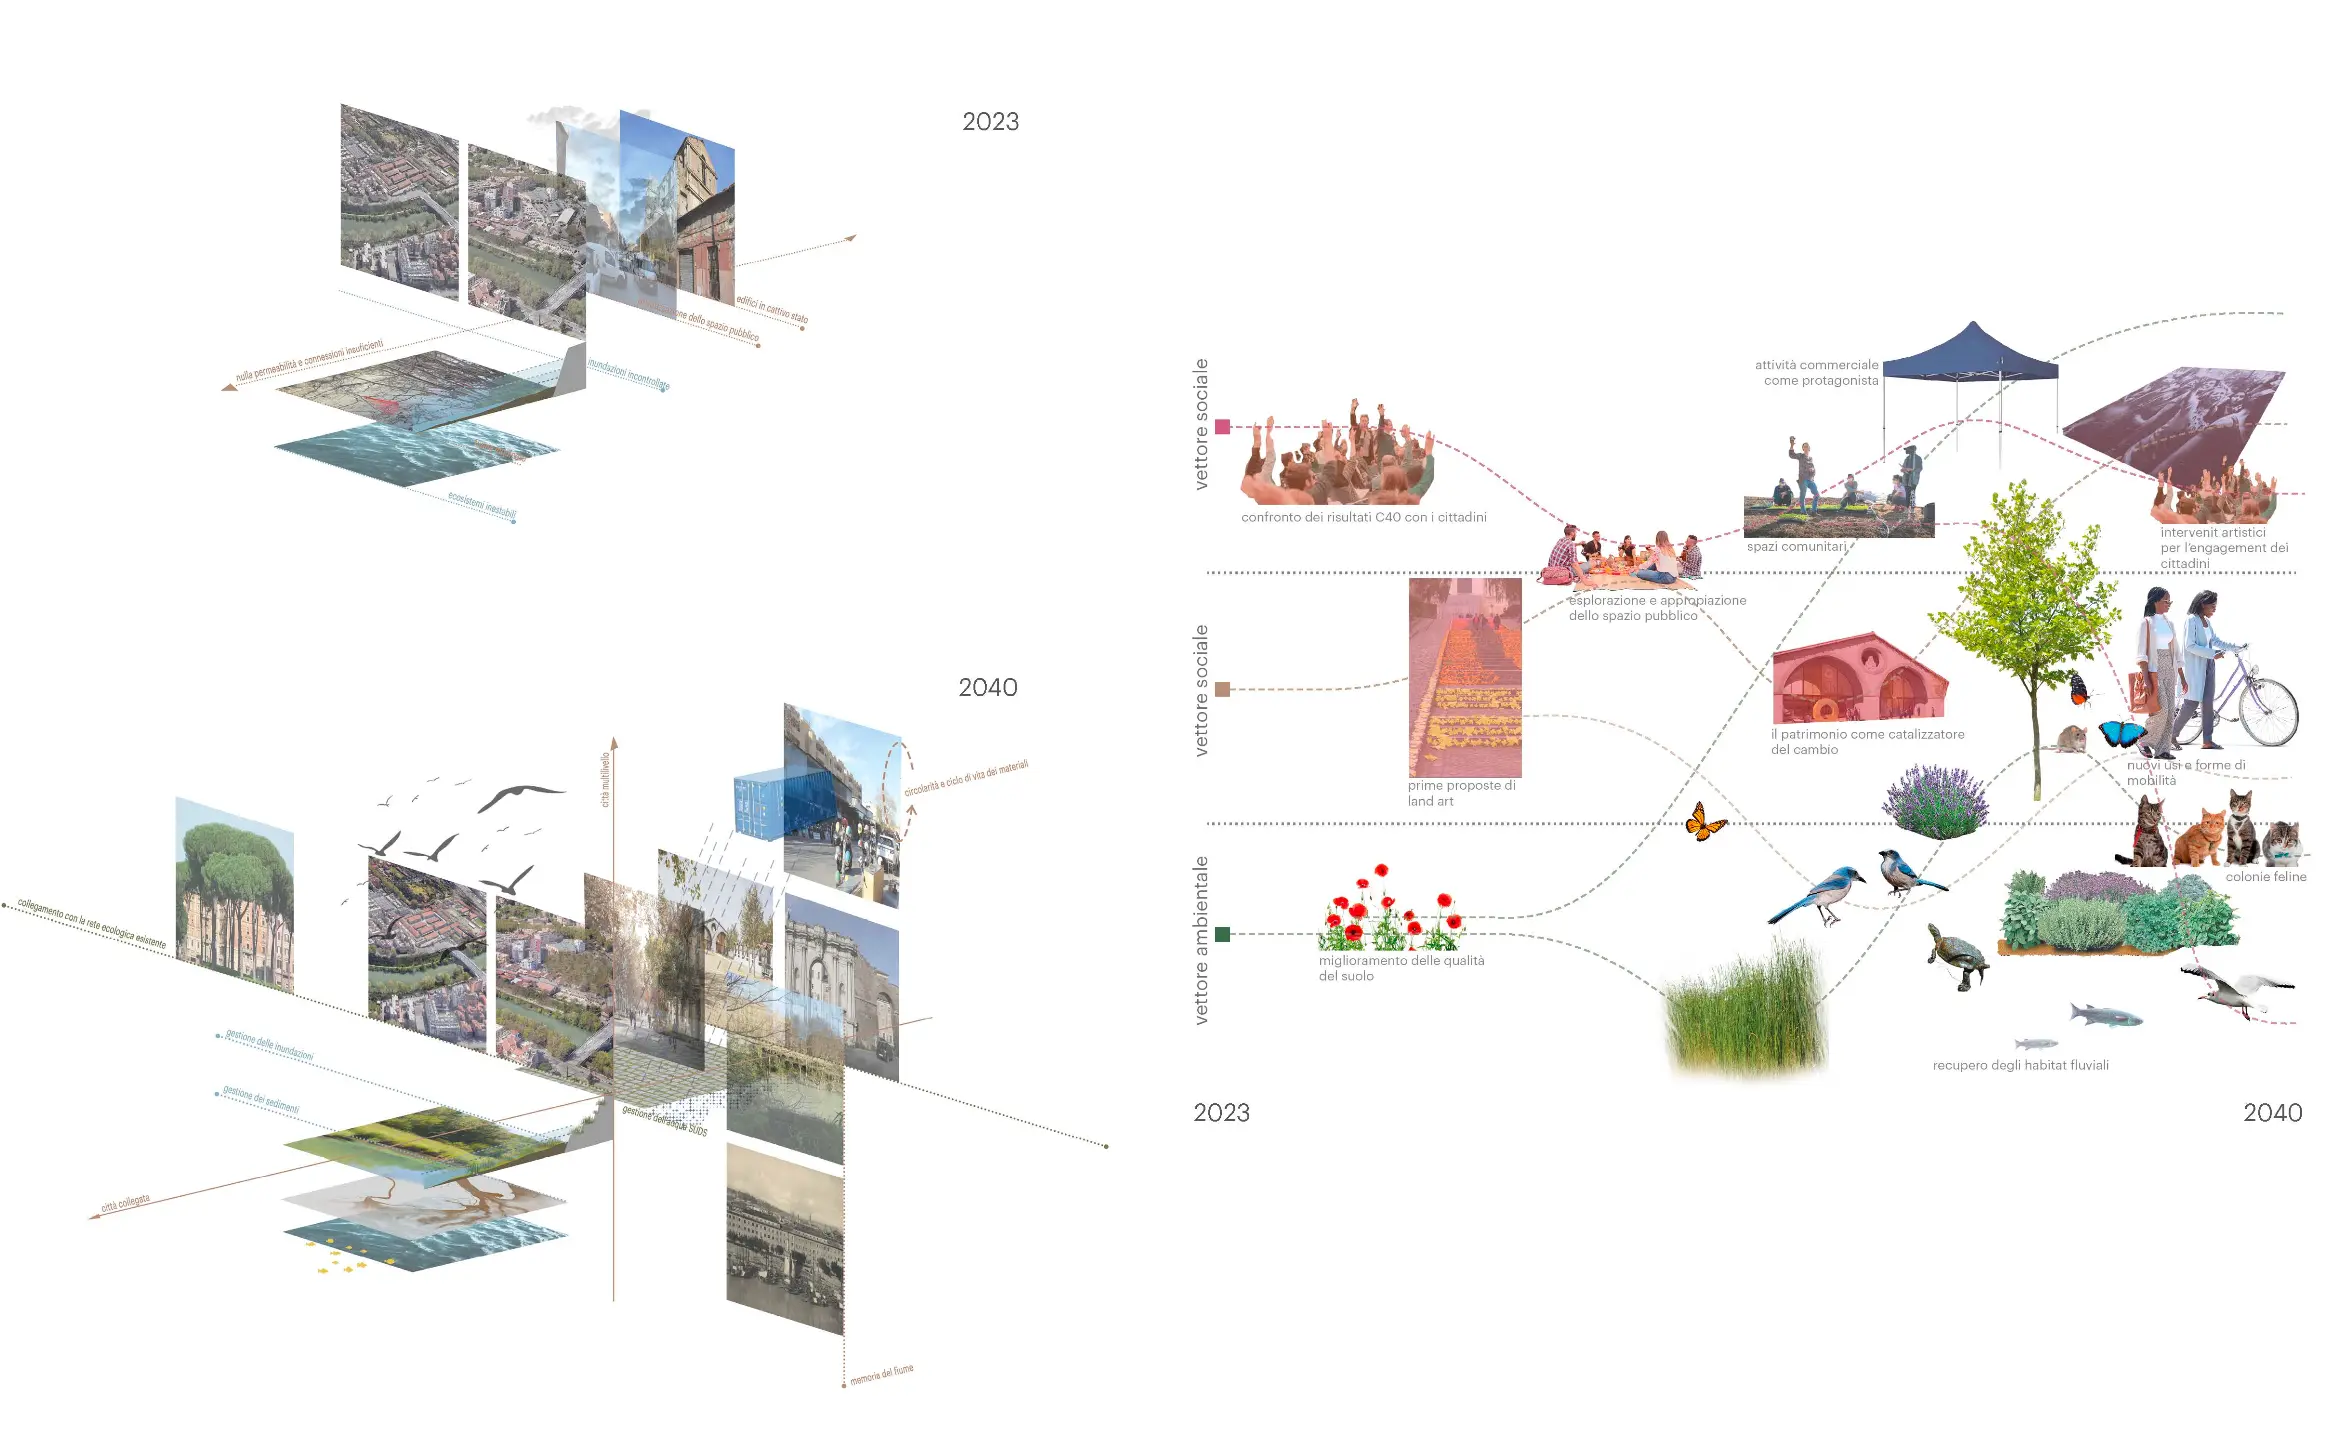 2023
edifici in cattivo stato
dello spazio pubblico
nulla permeabilità e connessioni insuficienti
inundazioni incontrollate
ecosistemi inestabili
2040
città multilivello
circolarità e ciclo di vita dei materiali
collegamento con la rete ecologica esistente
gestione delle inundazioni
gestione dei sedimenti
gestione dell'acque SUDS
città collegata
memoria del fiume
vettore sociale
attività commerciale
come protagonista
confronto dei risultati C40 con i cittadini
spazi comunitari
intervenit artistici
per l'engagement dei
cittadini
vettore sociale
esplorazione e appropiazione
dello spazio pubblico
il patrimonio come catalizzatore
del cambio
nuovi usi e forme di
mobilità
prime proposte di
land art
vettore ambientale
colonie feline
miglioramento delle qualità
del suolo
recupero degli habitat fluviali
2023
2040